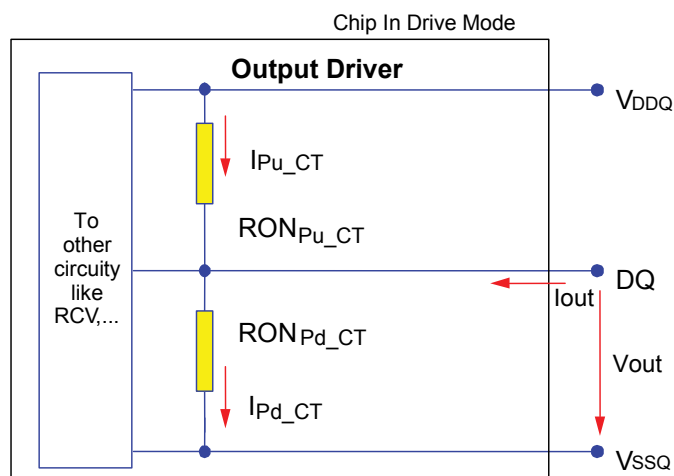 Chip In Drive Mode
Output Driver
VDDQ
IPu_CT
RONPu_CT
To
other
circuity
like
RCV,...
DQ
Iout
RONPd_CT
Vout
IPd_CT
VSSQ